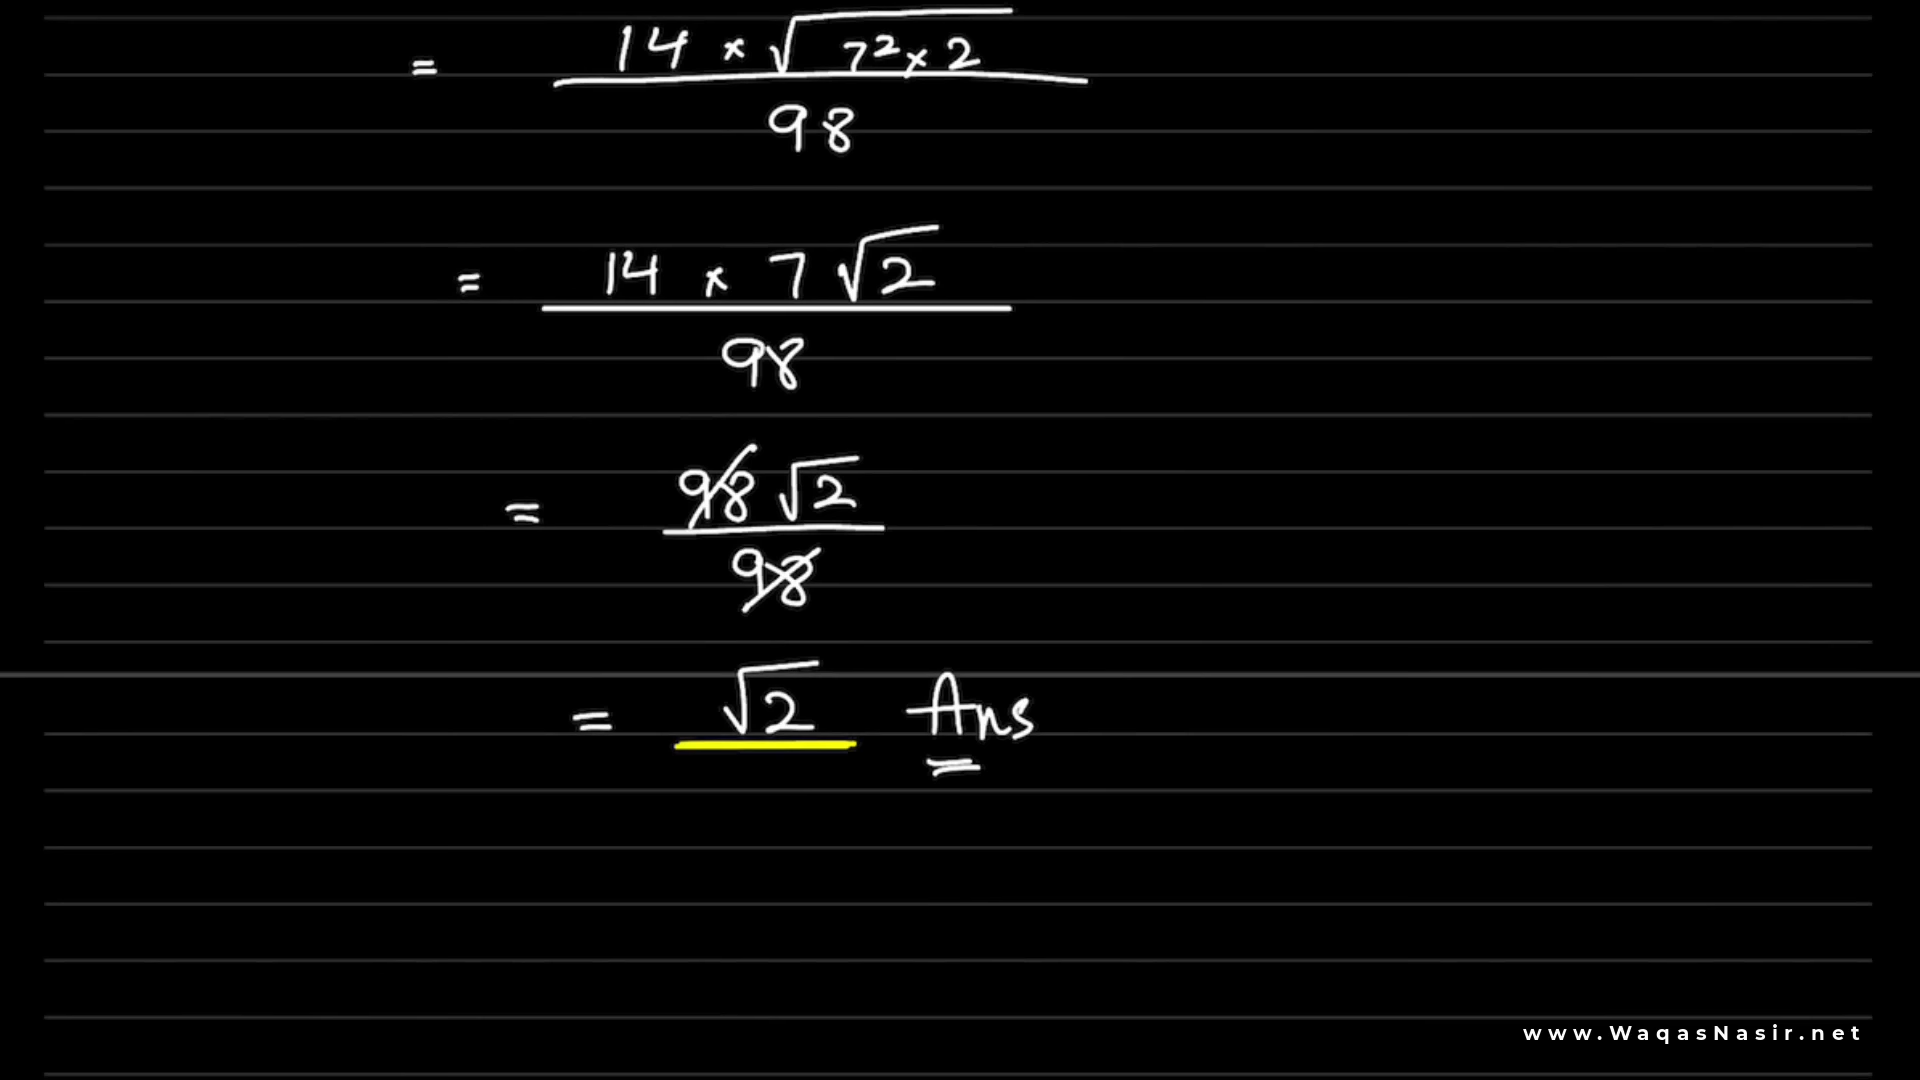 = 14 × √7² × 2
98
= 14 × 7 √2
98
= 98 √2
98
= √2 Ans
www.WaqasNasir.net